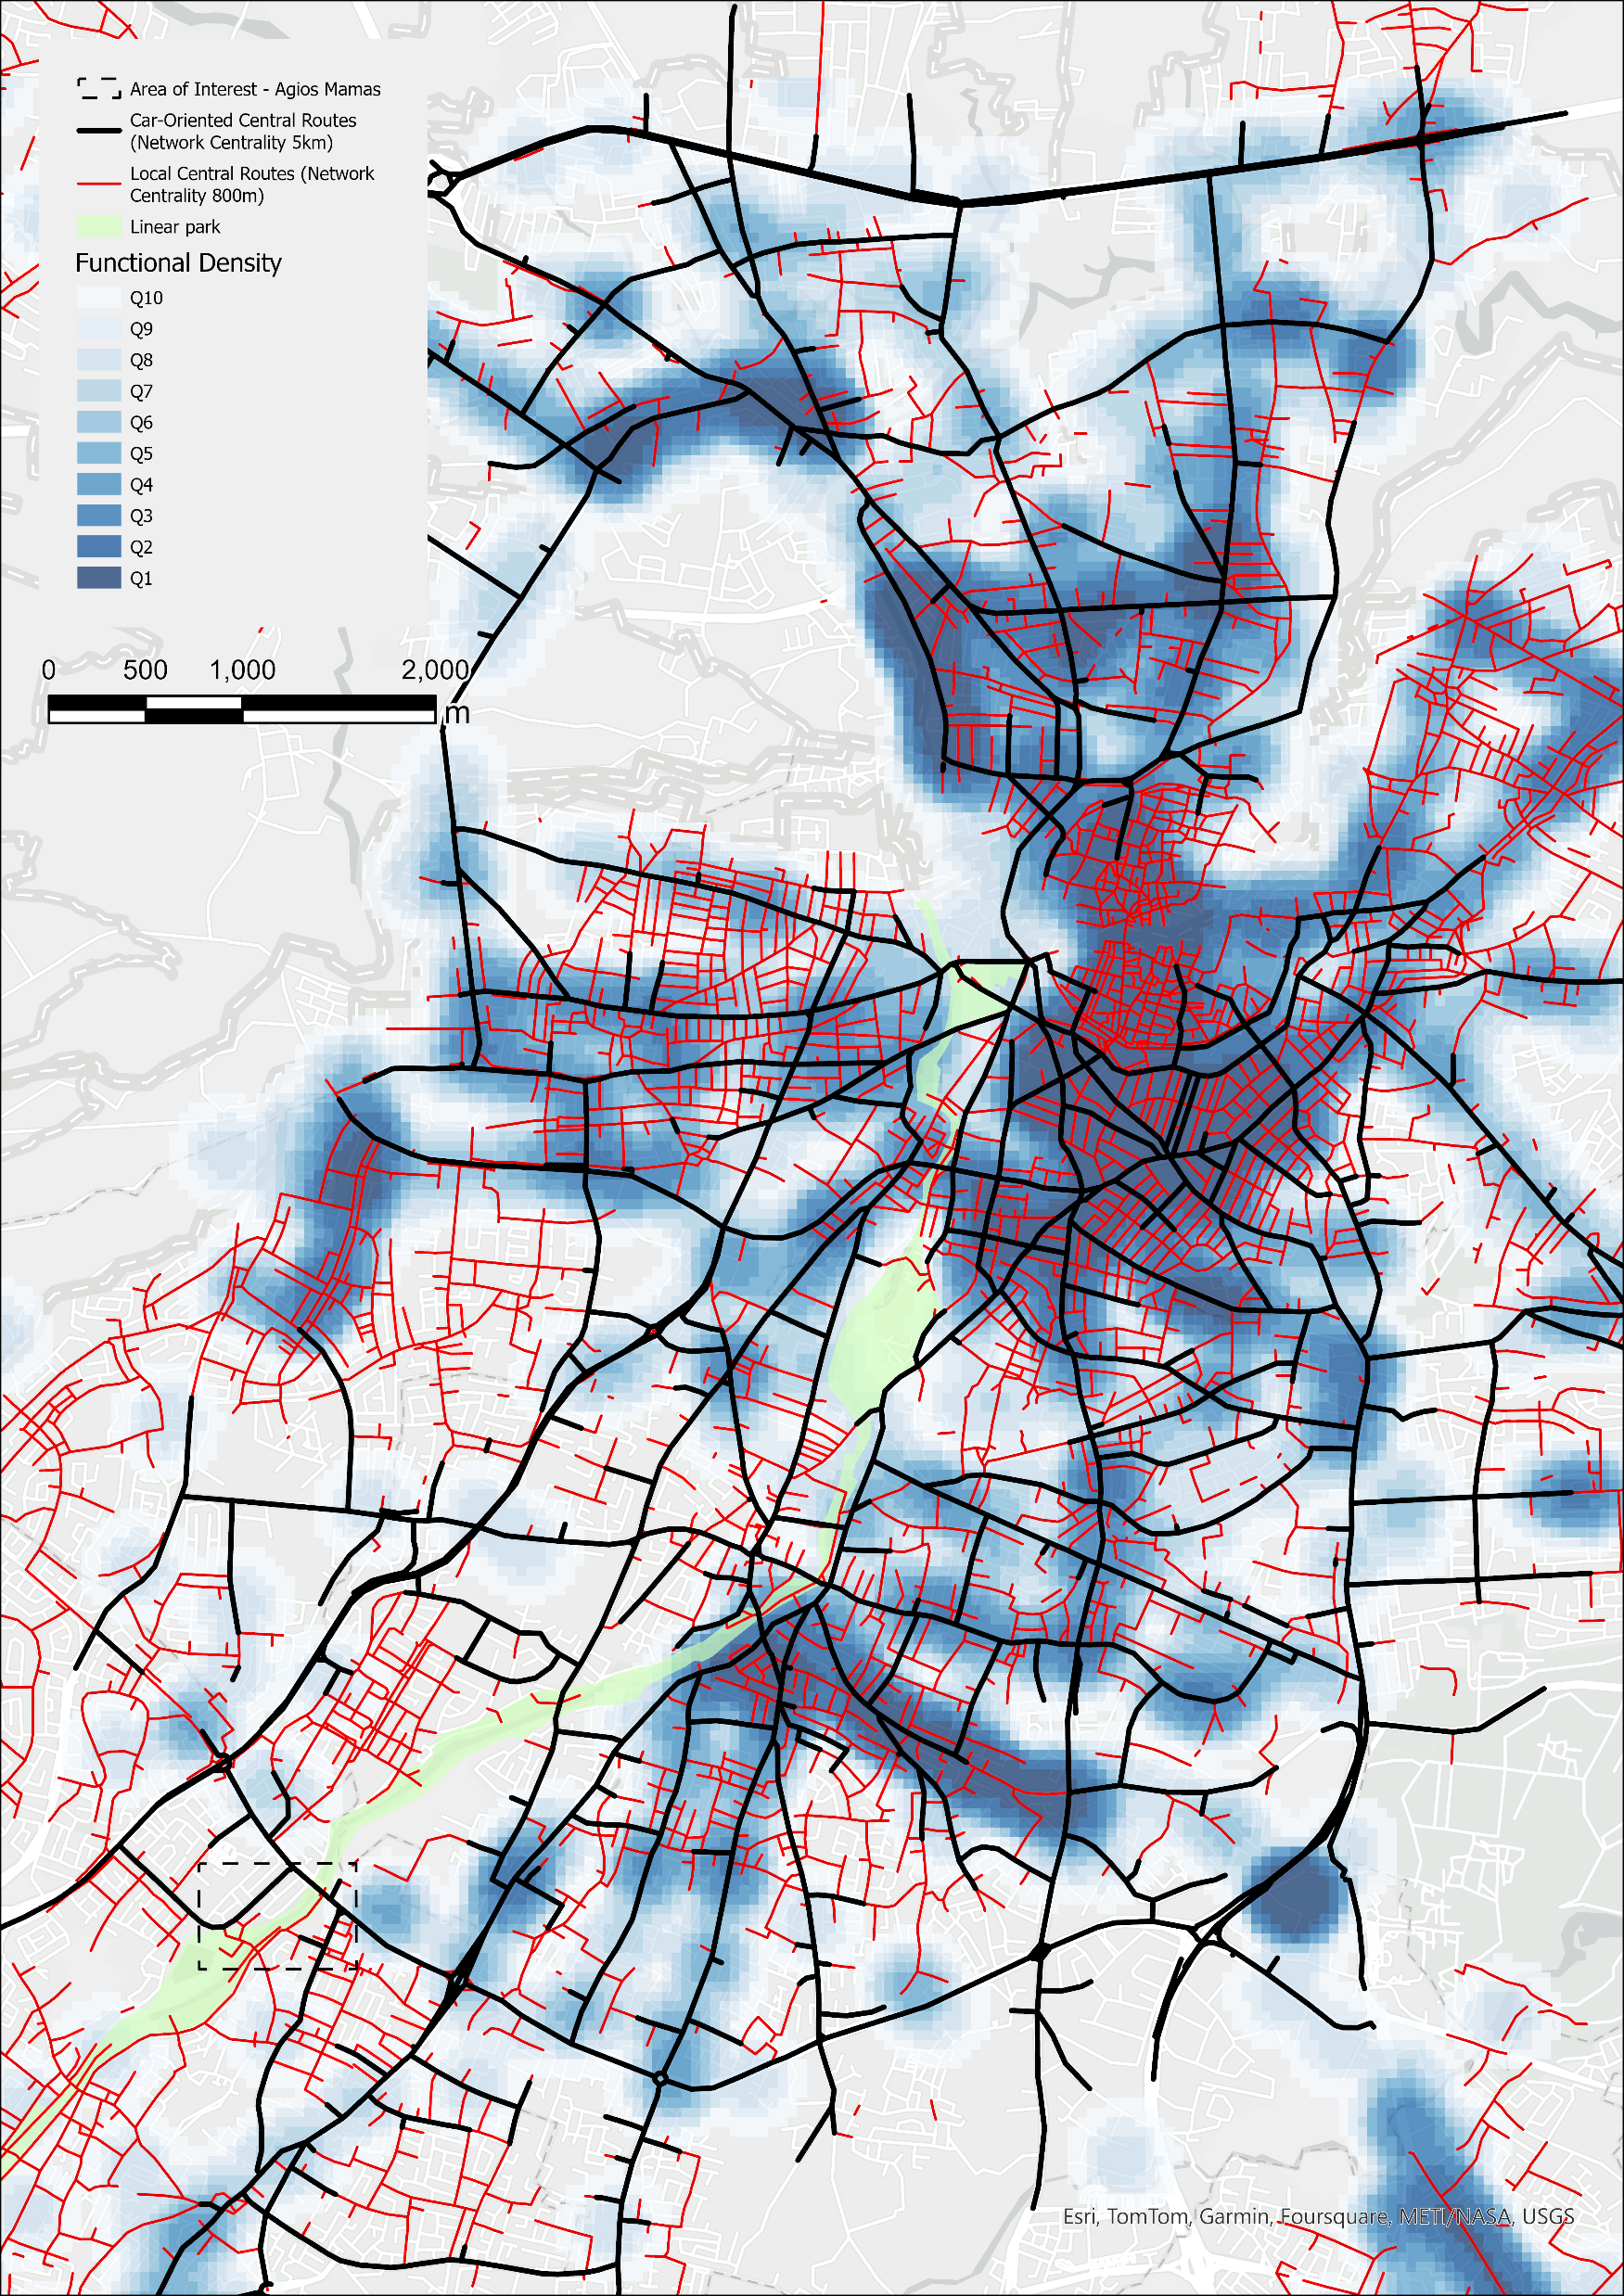 Area of Interest - Agios Mamas
Car-Oriented Central Routes
(Network Centrality 5km)
Local Central Routes (Network
Centrality 800m)
Linear park
Functional Density
Q10
Q9
Q8
Q7
Q6
Q5
Q4
Q3
Q2
Q1
0 500 1,000 2,000
m
Esri, TomTom, Garmin, Foursquare, METI/NASA, USGS